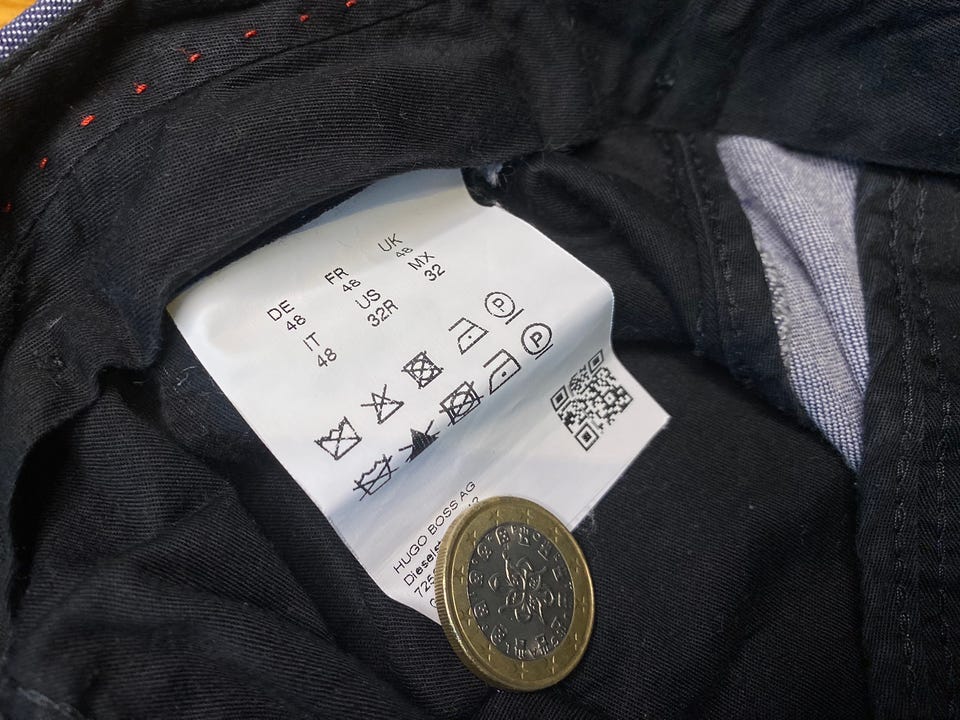 DE FR UK
48 48 48
IT US MX
48 32R 32
P
P
HUGO BOSS AG